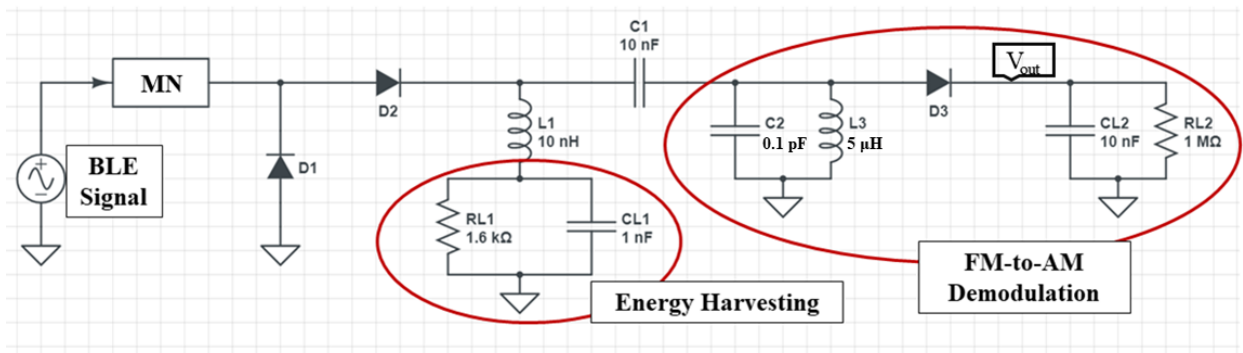 C1
10 nF
MN
D2
V_out
D3
L1
10 nH
C2
0.1 pF
L3
5 µH
CL2
10 nF
RL2
1 MΩ
BLE
Signal
D1
RL1
1.6 kΩ
CL1
1 nF
Energy Harvesting
FM-to-AM
Demodulation